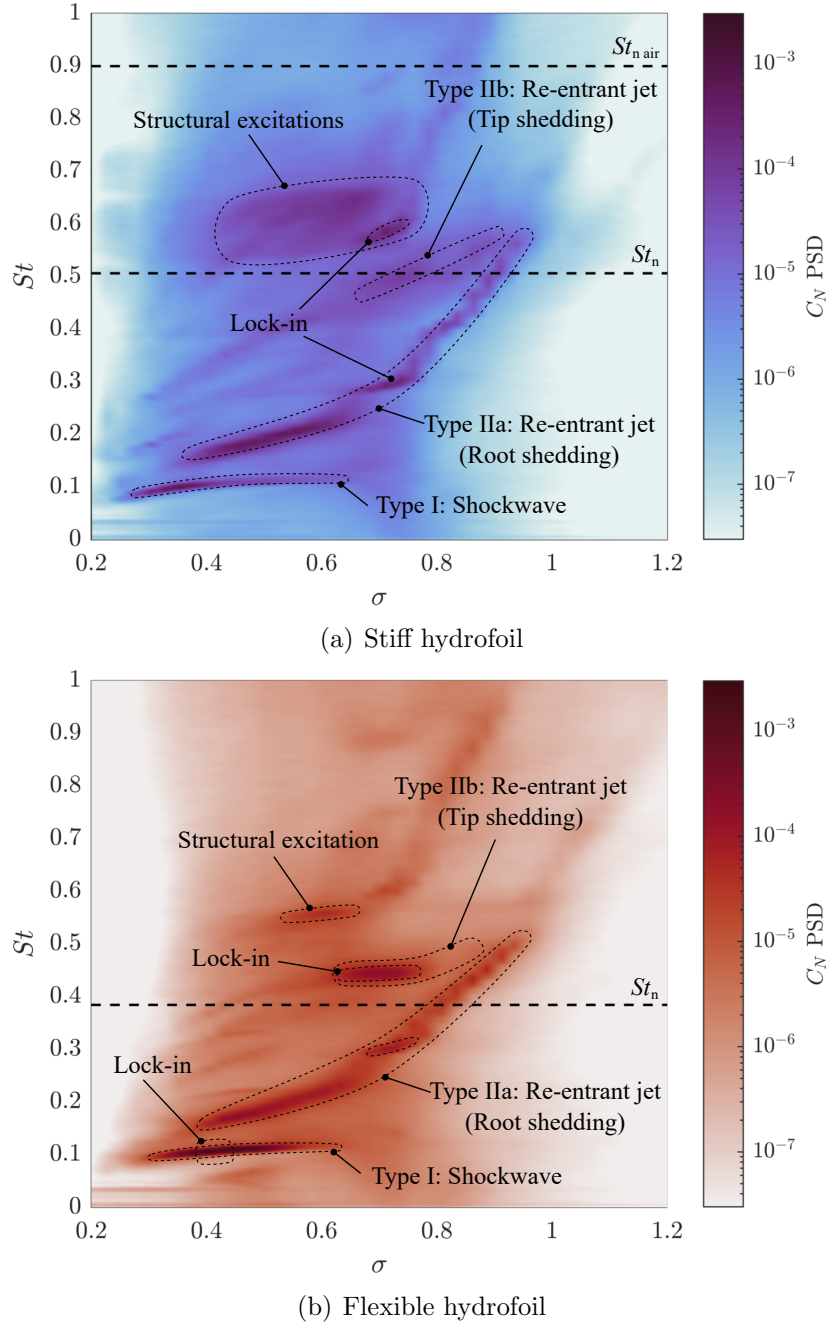 1
0.9
0.8
0.7
0.6
0.5
0.4
0.3
0.2
0.1
0
St
St_n air
Type IIb: Re-entrant jet
(Tip shedding)
Structural excitations
St_n
Lock-in
Type IIa: Re-entrant jet
(Root shedding)
Type I: Shockwave
0.2 0.4 0.6 0.8 1 1.2
σ
10^-3
10^-4
10^-5
10^-6
10^-7
C_N PSD
(a) Stiff hydrofoil
1
0.9
0.8
0.7
0.6
0.5
0.4
0.3
0.2
0.1
0
St
Type IIb: Re-entrant jet
(Tip shedding)
Structural excitation
Lock-in
St_n
Lock-in
Type IIa: Re-entrant jet
(Root shedding)
Type I: Shockwave
0.2 0.4 0.6 0.8 1 1.2
σ
10^-3
10^-4
10^-5
10^-6
10^-7
C_N PSD
(b) Flexible hydrofoil